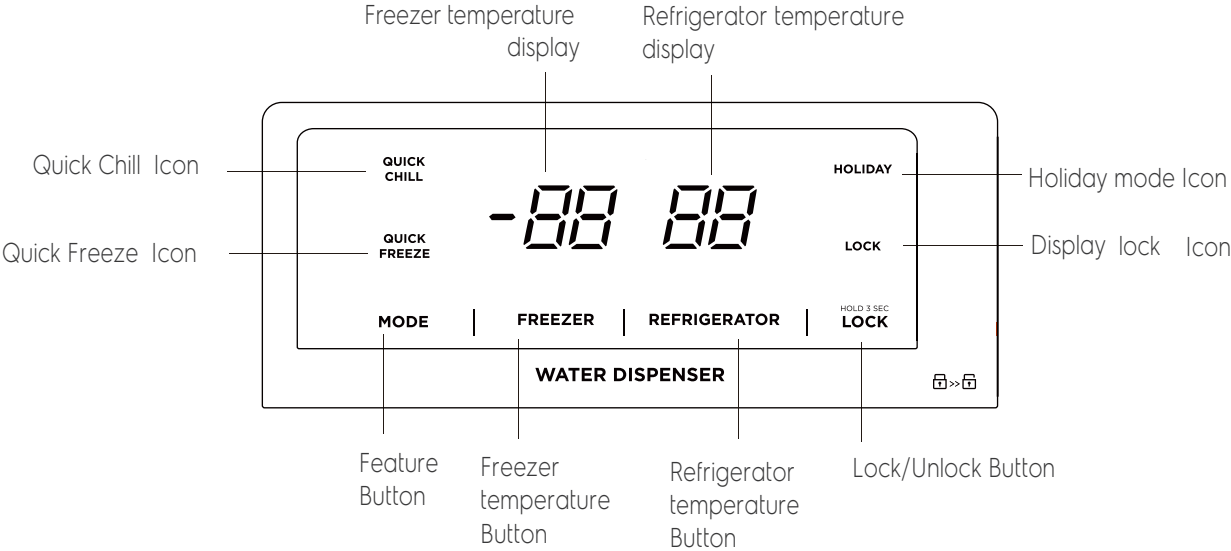 Freezer temperature
display
Refrigerator temperature
display
Quick Chill Icon
QUICK
CHILL
-88
88
HOLIDAY
Holiday mode Icon
Quick Freeze Icon
QUICK
FREEZE
LOCK
Display lock Icon
MODE
FREEZER
REFRIGERATOR
HOLD 3 SEC
LOCK
WATER DISPENSER
Feature
Button
Freezer
temperature
Button
Refrigerator
temperature
Button
Lock/Unlock Button